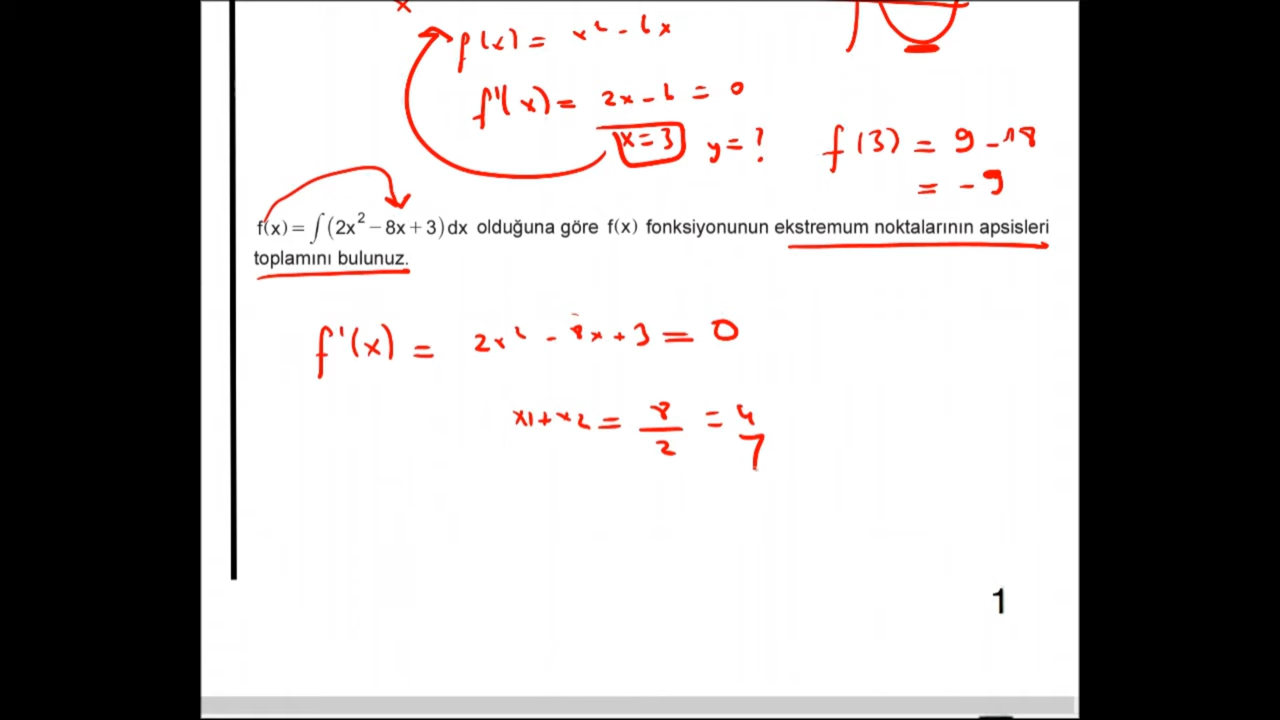 x
f(x) = x² - 6x
f'(x) = 2x - 6 = 0
x = 3 y = ? f(3) = 9 - 18
= -9
f(x) = ∫(2x² - 8x + 3)dx olduğuna göre f(x) fonksiyonunun ekstremum noktalarının apsisleri
toplamını bulunuz.
f'(x) = 2x² - 8x + 3 = 0
x1 + x2 = 8/2 = 4
1